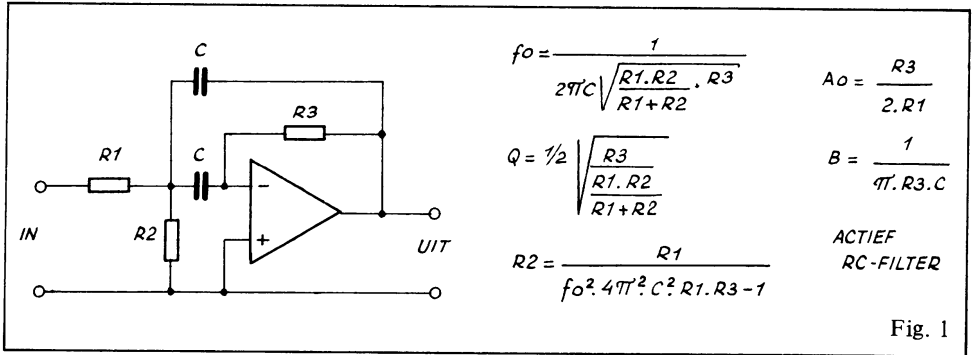 C
R3
R1
C
−
+
IN
R2
UIT
fo = 1 / 2πC√(R1.R2 / R1+R2 . R3)
Ao = R3 / 2.R1
Q = 1/2 √(R3 / (R1.R2 / R1+R2))
B = 1 / π.R3.C
R2 = R1 / fo².4π².C².R1.R3−1
ACTIEF
RC-FILTER
Fig. 1